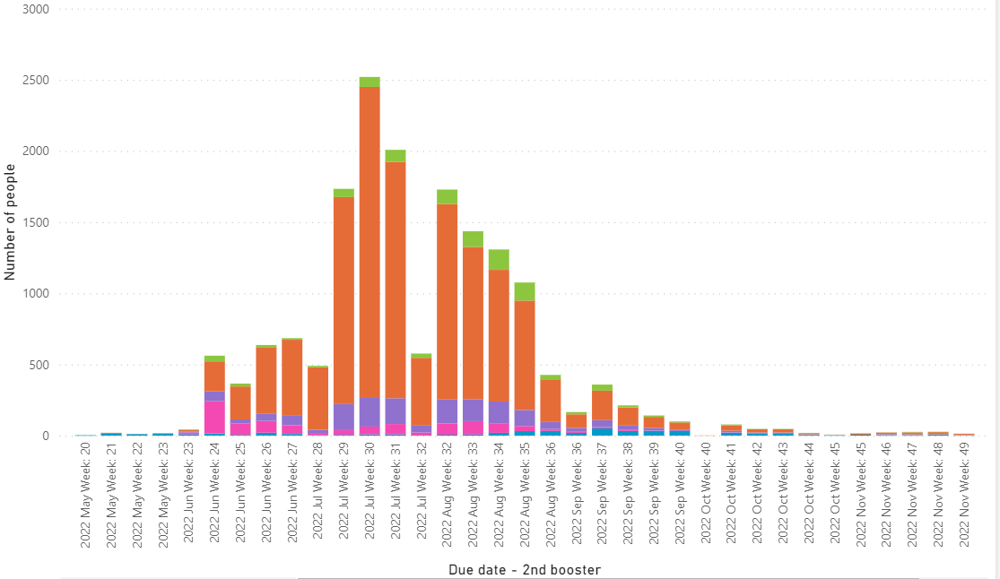 3000
2500
2000
1500
1000
500
0
Number of people
2022 May Week: 20
2022 May Week: 21
2022 May Week: 22
2022 May Week: 23
2022 Jun Week: 23
2022 Jun Week: 24
2022 Jun Week: 25
2022 Jun Week: 26
2022 Jun Week: 27
2022 Jul Week: 28
2022 Jul Week: 29
2022 Jul Week: 30
2022 Jul Week: 31
2022 Jul Week: 32
2022 Aug Week: 32
2022 Aug Week: 33
2022 Aug Week: 34
2022 Aug Week: 35
2022 Aug Week: 36
2022 Sep Week: 36
2022 Sep Week: 37
2022 Sep Week: 38
2022 Sep Week: 39
2022 Sep Week: 40
2022 Oct Week: 40
2022 Oct Week: 41
2022 Oct Week: 42
2022 Oct Week: 43
2022 Oct Week: 44
2022 Oct Week: 45
2022 Nov Week: 45
2022 Nov Week: 46
2022 Nov Week: 47
2022 Nov Week: 48
2022 Nov Week: 49
Due date - 2nd booster